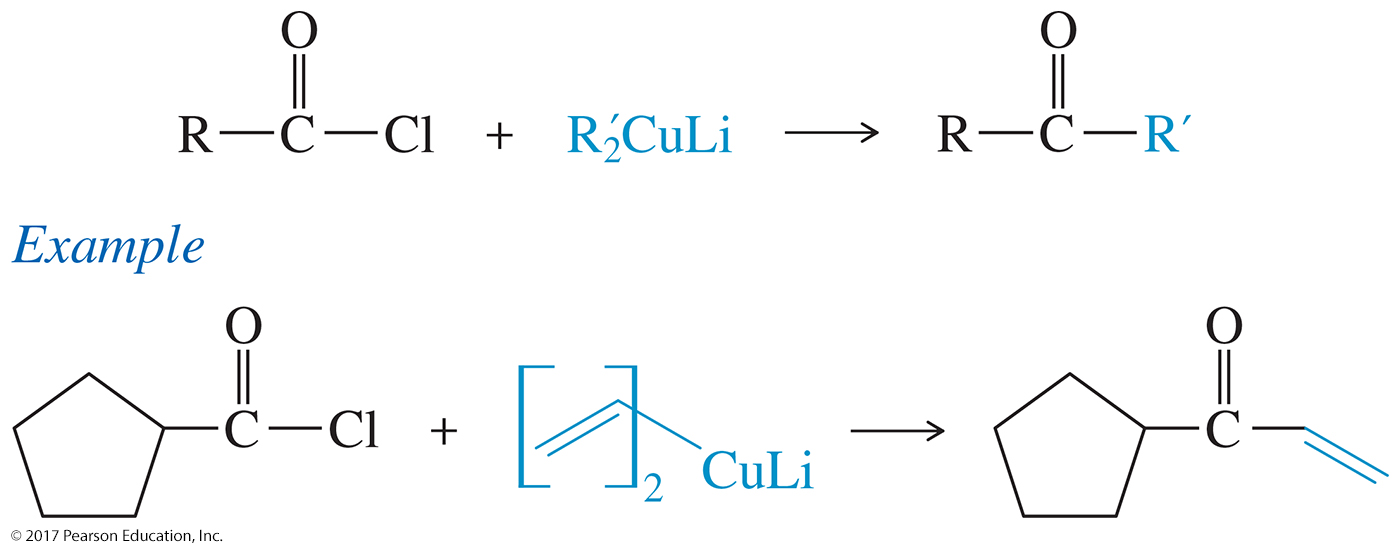 O O
R—C—Cl + R′₂CuLi ⟶ R—C—R′
Example
O O
C—Cl + [ ]₂ CuLi ⟶ C
© 2017 Pearson Education, Inc.